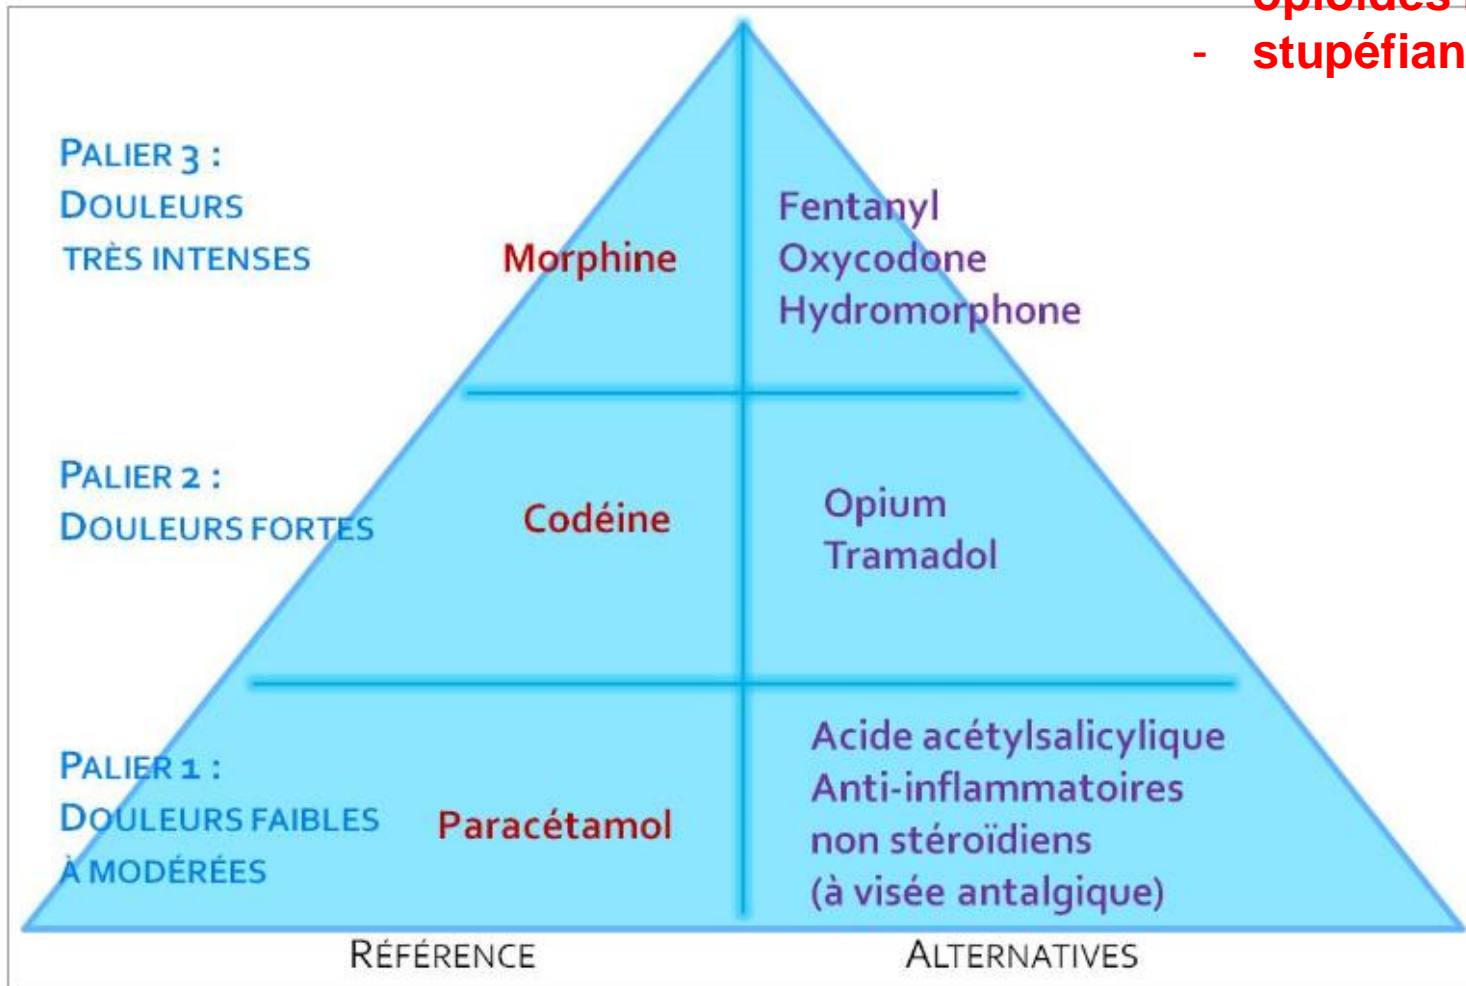 opioïdes
- stupéfian
PALIER 3 :
DOULEURS
TRÈS INTENSES
Morphine
Fentanyl
Oxycodone
Hydromorphone
PALIER 2 :
DOULEURS FORTES
Codéine
Opium
Tramadol
PALIER 1 :
DOULEURS FAIBLES
À MODÉRÉES
Paracétamol
Acide acétylsalicylique
Anti-inflammatoires
non stéroïdiens
(à visée antalgique)
RÉFÉRENCE
ALTERNATIVES